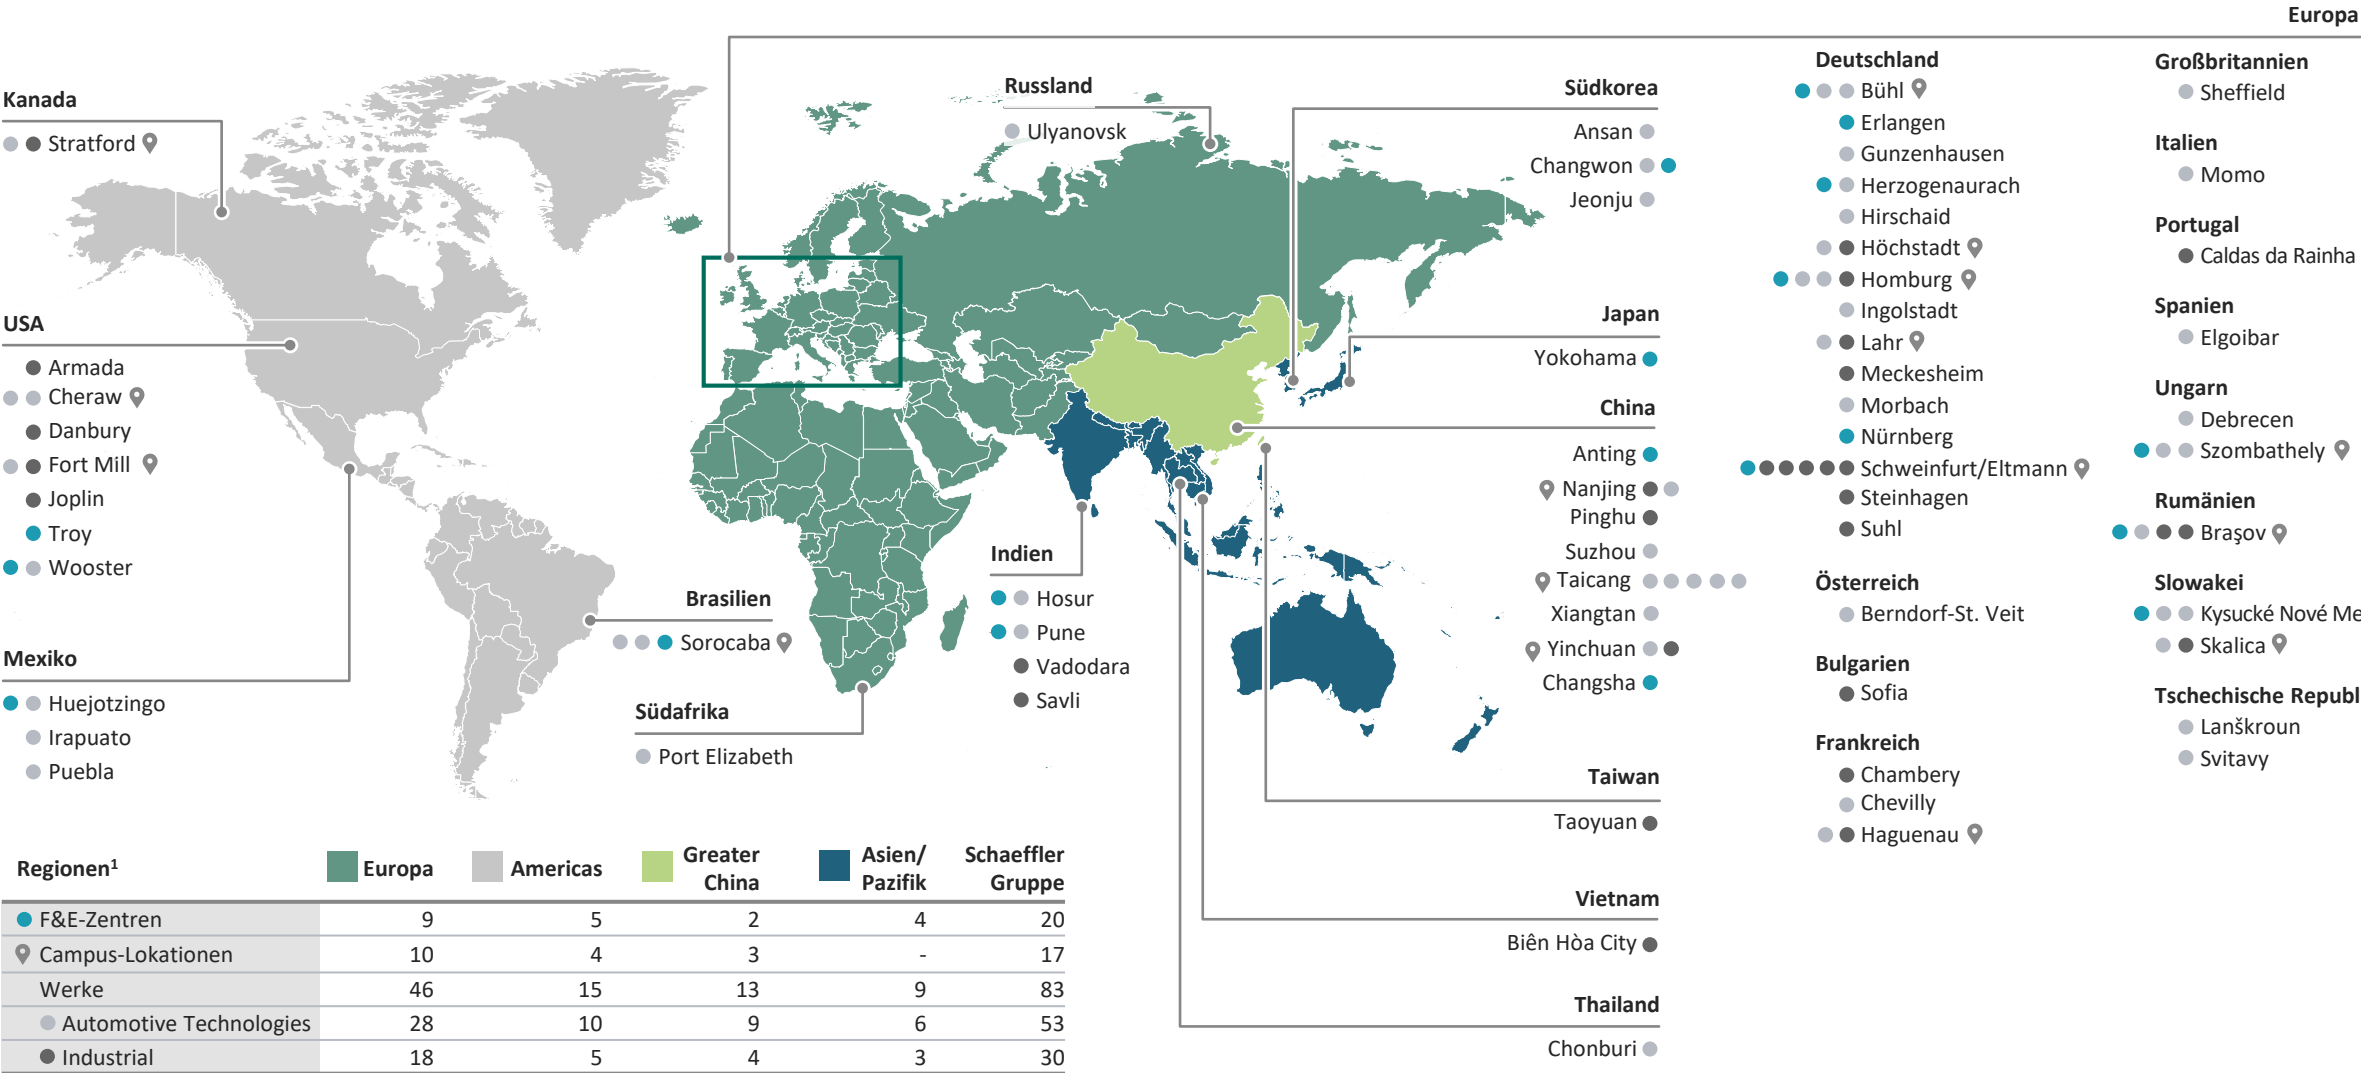 Europa
Kanada
Stratford
USA
Armada
Cheraw
Danbury
Fort Mill
Joplin
Troy
Wooster
Mexiko
Huejotzingo
Irapuato
Puebla
Brasilien
Sorocaba
Südafrika
Port Elizabeth
Russland
Ulyanovsk
Indien
Hosur
Pune
Vadodara
Savli
Südkorea
Ansan
Changwon
Jeonju
Japan
Yokohama
China
Anting
Nanjing
Pinghu
Suzhou
Taicang
Xiangtan
Yinchuan
Changsha
Taiwan
Taoyuan
Vietnam
Biên Hòa City
Thailand
Chonburi
Deutschland
Bühl
Erlangen
Gunzenhausen
Herzogenaurach
Hirschaid
Höchstadt
Homburg
Ingolstadt
Lahr
Meckesheim
Morbach
Nürnberg
Schweinfurt/Eltmann
Steinhagen
Suhl
Österreich
Berndorf-St. Veit
Bulgarien
Sofia
Frankreich
Chambery
Chevilly
Haguenau
Großbritannien
Sheffield
Italien
Momo
Portugal
Caldas da Rainha
Spanien
Elgoibar
Ungarn
Debrecen
Szombathely
Rumänien
Braşov
Slowakei
Kysucké Nové Me
Skalica
Tschechische Republ
Lanškroun
Svitavy
Regionen¹ Europa Americas Greater China Asien/Pazifik Schaeffler Gruppe
F&E-Zentren 9 5 2 4 20
Campus-Lokationen 10 4 3 - 17
Werke 46 15 13 9 83
Automotive Technologies 28 10 9 6 53
Industrial 18 5 4 3 30